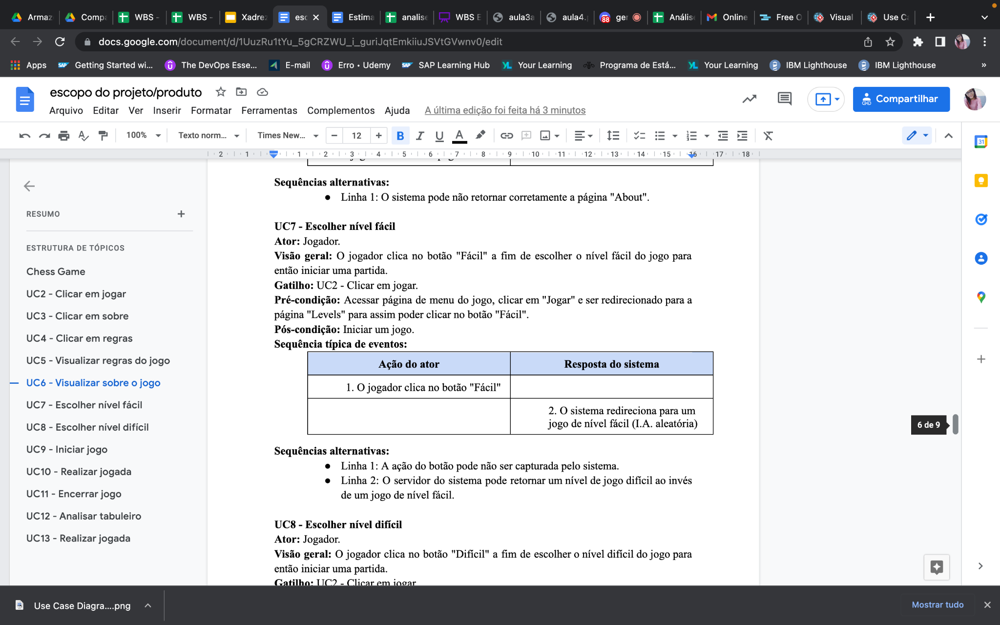 Armaz
Compa
WBS -
WBS -
Xadrez
esc
Estima
analise
WBS E
aula3a
aula4.
88
ger
Anális
Online
Free O
Visual
Use Ca
docs.google.com/document/d/1UuzRu1tYu_5gCRZWU_i_guriJqtEmkiiuJSVtGVwnv0/edit
Apps
SAP
Getting Started wi...
The DevOps Esse...
E-mail
Erro • Udemy
SAP
SAP Learning Hub
YL
Your Learning
Programa de Está...
YL
Your Learning
IBM Lighthouse
IBM Lighthouse
»
escopo do projeto/produto
Arquivo Editar Ver Inserir Formatar Ferramentas Complementos Ajuda
A última edição foi feita há 3 minutos
Compartilhar
100%
Texto norm...
Times New...
− 12 +
B I U A
31
2 1 1 2 3 4 5 6 7 8 9 10 11 12 13 14 15 16 17 18
RESUMO
ESTRUTURA DE TÓPICOS
Chess Game
UC2 - Clicar em jogar
UC3 - Clicar em sobre
UC4 - Clicar em regras
UC5 - Visualizar regras do jogo
UC6 - Visualizar sobre o jogo
UC7 - Escolher nível fácil
UC8 - Escolher nível difícil
UC9 - Iniciar jogo
UC10 - Realizar jogada
UC11 - Encerrar jogo
UC12 - Analisar tabuleiro
UC13 - Realizar jogada
Sequências alternativas:
● Linha 1: O sistema pode não retornar corretamente a página "About".
UC7 - Escolher nível fácil
Ator: Jogador.
Visão geral: O jogador clica no botão "Fácil" a fim de escolher o nível fácil do jogo para
então iniciar uma partida.
Gatilho: UC2 - Clicar em jogar.
Pré-condição: Acessar página de menu do jogo, clicar em "Jogar" e ser redirecionado para a
página "Levels" para assim poder clicar no botão "Fácil".
Pós-condição: Iniciar um jogo.
Sequência típica de eventos:
Ação do ator
Resposta do sistema
1. O jogador clica no botão "Fácil"
2. O sistema redireciona para um
jogo de nível fácil (I.A. aleatória)
Sequências alternativas:
● Linha 1: A ação do botão pode não ser capturada pelo sistema.
● Linha 2: O servidor do sistema pode retornar um nível de jogo difícil ao invés
de um jogo de nível fácil.
UC8 - Escolher nível difícil
Ator: Jogador.
Visão geral: O jogador clica no botão "Difícil" a fim de escolher o nível difícil do jogo para
então iniciar uma partida.
Gatilho: UC2 - Clicar em jogar
6 de 9
Use Case Diagra....png
Mostrar tudo